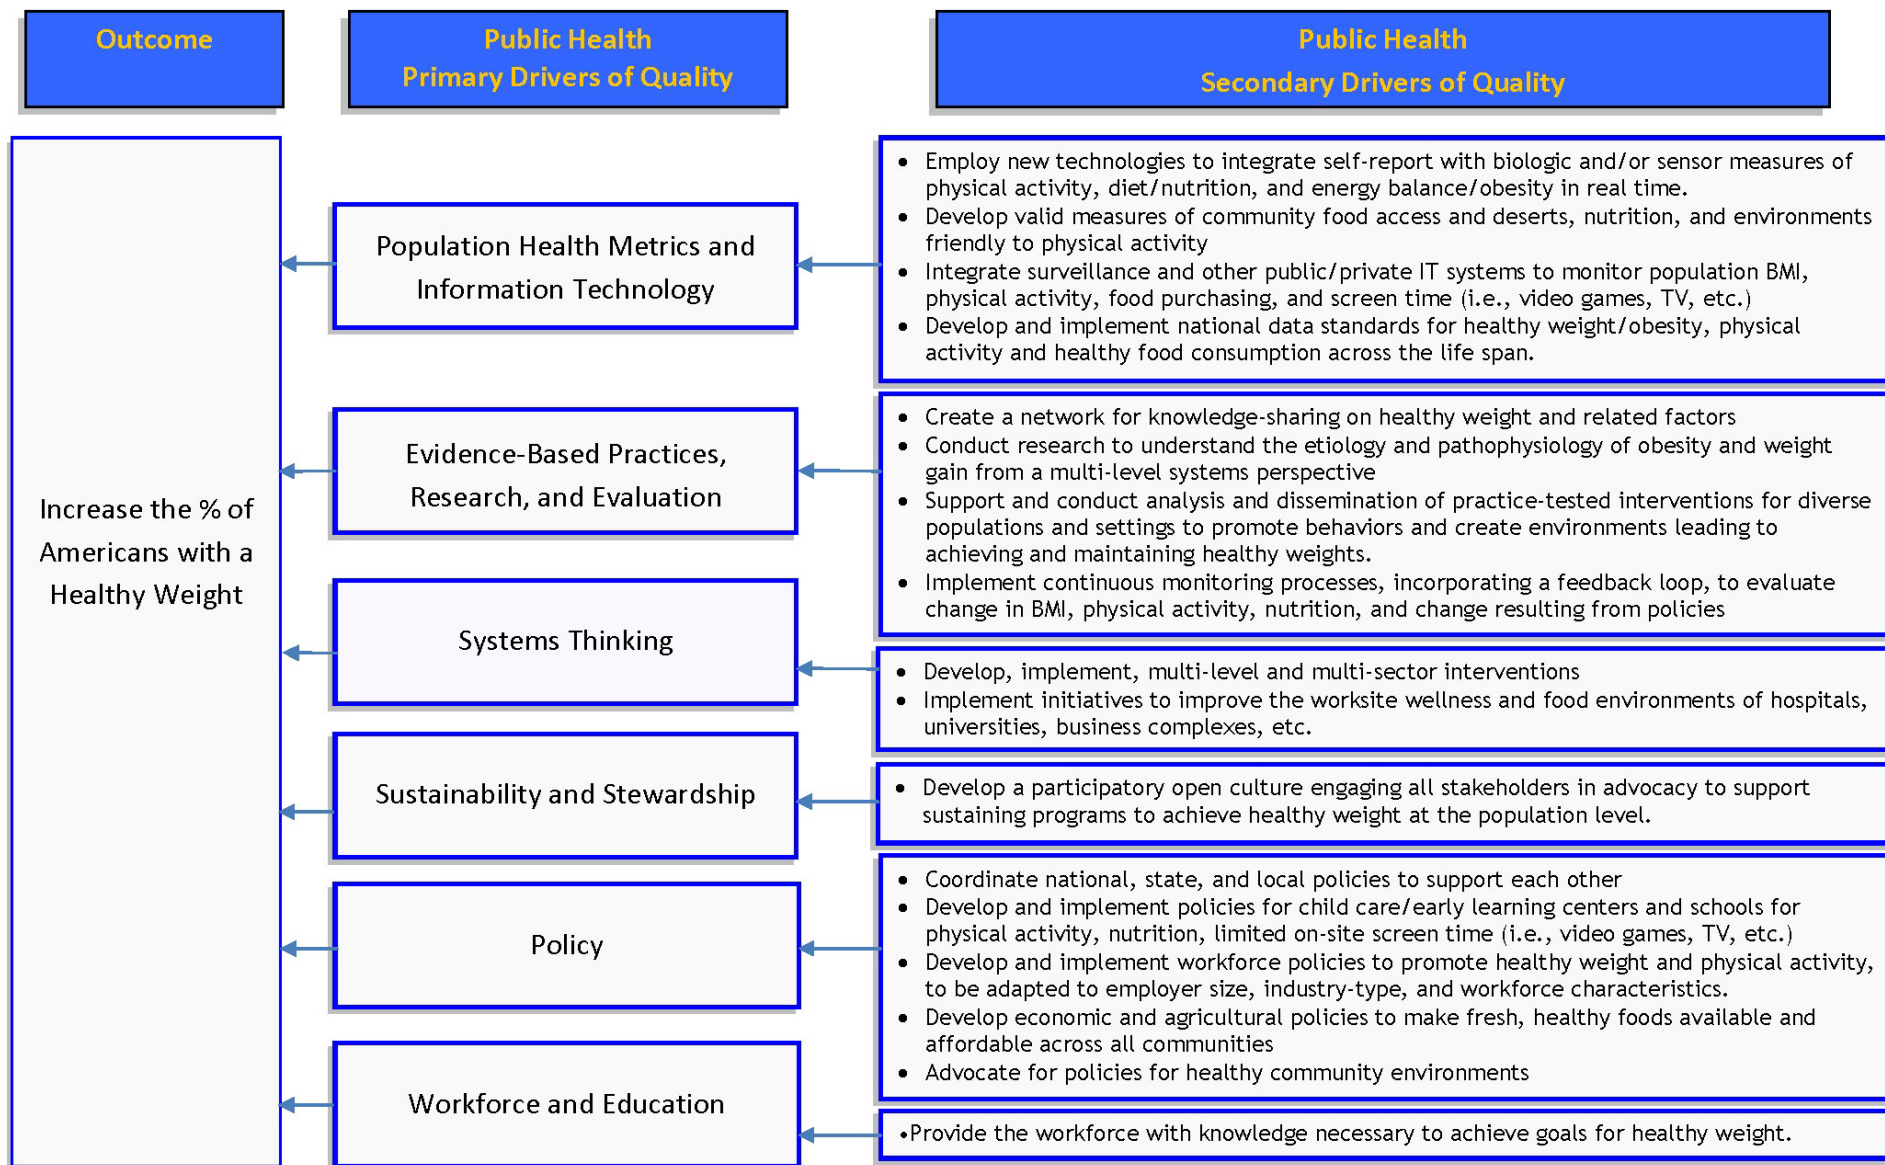 Outcome
Public Health
Primary Drivers of Quality
Public Health
Secondary Drivers of Quality
Increase the % of
Americans with a
Healthy Weight
Population Health Metrics and
Information Technology
• Employ new technologies to integrate self-report with biologic and/or sensor measures of
physical activity, diet/nutrition, and energy balance/obesity in real time.
• Develop valid measures of community food access and deserts, nutrition, and environments
friendly to physical activity
• Integrate surveillance and other public/private IT systems to monitor population BMI,
physical activity, food purchasing, and screen time (i.e., video games, TV, etc.)
• Develop and implement national data standards for healthy weight/obesity, physical
activity and healthy food consumption across the life span.
Evidence-Based Practices,
Research, and Evaluation
• Create a network for knowledge-sharing on healthy weight and related factors
• Conduct research to understand the etiology and pathophysiology of obesity and weight
gain from a multi-level systems perspective
• Support and conduct analysis and dissemination of practice-tested interventions for diverse
populations and settings to promote behaviors and create environments leading to
achieving and maintaining healthy weights.
• Implement continuous monitoring processes, incorporating a feedback loop, to evaluate
change in BMI, physical activity, nutrition, and change resulting from policies
Systems Thinking
• Develop, implement, multi-level and multi-sector interventions
• Implement initiatives to improve the worksite wellness and food environments of hospitals,
universities, business complexes, etc.
Sustainability and Stewardship
• Develop a participatory open culture engaging all stakeholders in advocacy to support
sustaining programs to achieve healthy weight at the population level.
Policy
• Coordinate national, state, and local policies to support each other
• Develop and implement policies for child care/early learning centers and schools for
physical activity, nutrition, limited on-site screen time (i.e., video games, TV, etc.)
• Develop and implement workforce policies to promote healthy weight and physical activity,
to be adapted to employer size, industry-type, and workforce characteristics.
• Develop economic and agricultural policies to make fresh, healthy foods available and
affordable across all communities
• Advocate for policies for healthy community environments
Workforce and Education
•Provide the workforce with knowledge necessary to achieve goals for healthy weight.